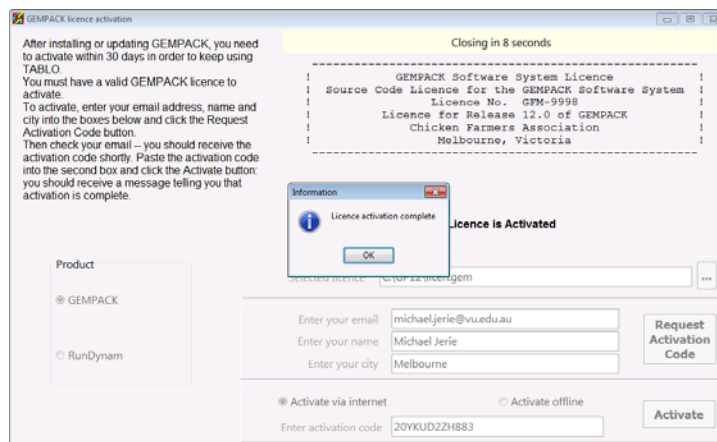 GEMPACK licence activation
After installing or updating GEMPACK, you need
to activate within 30 days in order to keep using
TABLO.
You must have a valid GEMPACK licence to
activate.
To activate, enter your email address, name and
city into the boxes below and click the Request
Activation Code button.
Then check your email -- you should receive the
activation code shortly. Paste the activation code
into the second box and click the Activate button:
you should receive a message telling you that
activation is complete.
Closing in 8 seconds
! GEMPACK Software System Licence !
! Source Code Licence for the GEMPACK Software System !
! Licence No. GFM-9998 !
! Licence for Release 12.0 of GEMPACK !
! Chicken Farmers Association !
! Melbourne, Victoria !
Information
Licence activation complete
OK
Licence is Activated
Product
GEMPACK
RunDynam
Selected licence
...
Enter your email michael.jerie@vu.edu.au
Enter your name Michael Jerie
Enter your city Melbourne
Request
Activation
Code
Activate via internet Activate offline
Enter activation code 20YKUD2ZH883
Activate